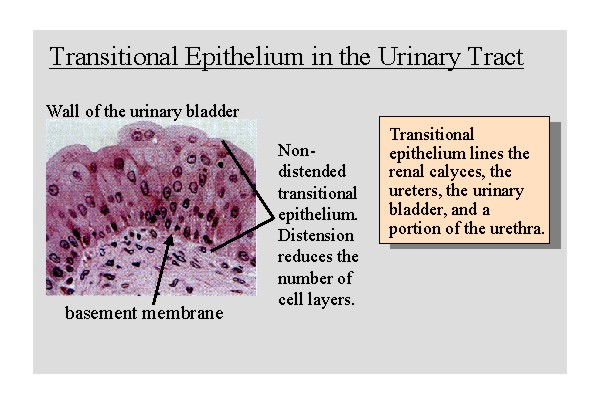 Transitional Epithelium in the Urinary Tract
Wall of the urinary bladder
Non-
distended
transitional
epithelium.
Distension
reduces the
number of
cell layers.
basement membrane
Transitional
epithelium lines the
renal calyces, the
ureters, the urinary
bladder, and a
portion of the urethra.